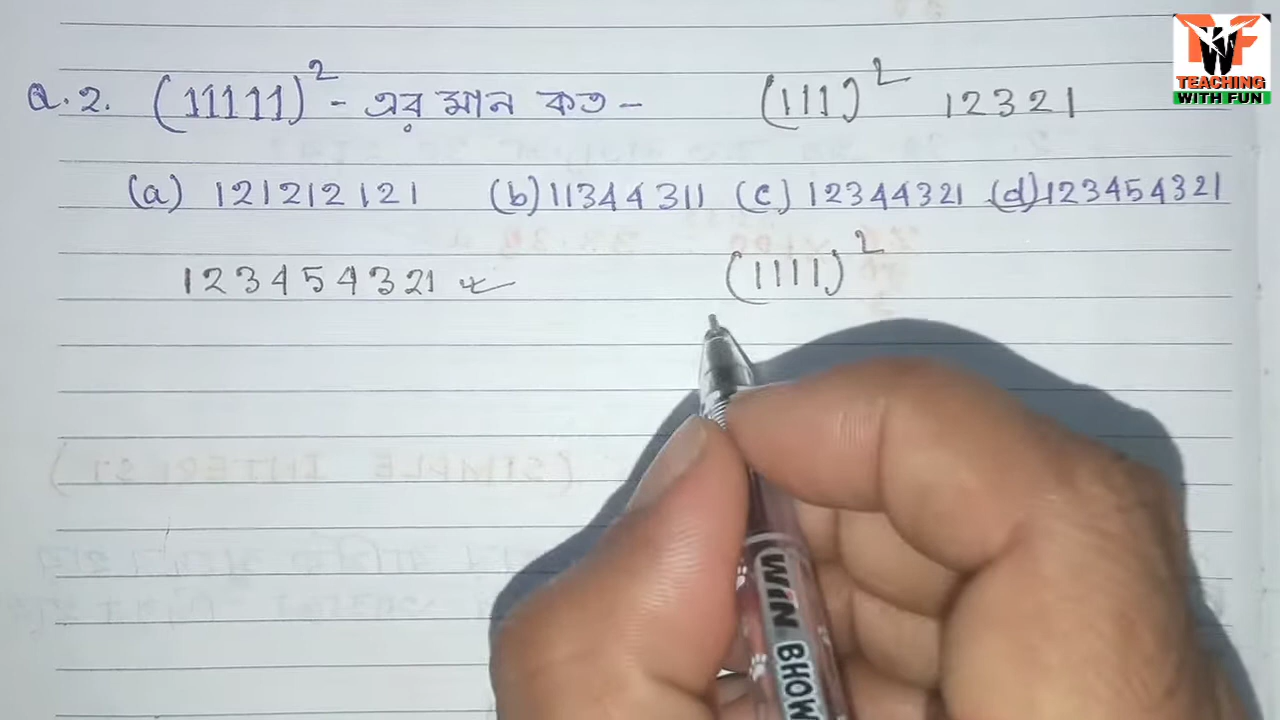 Q.2. (11111)² - এর মান কত - (111)² 12321
(a) 121212121 (b) 11344311 (c) 12344321 (d) 123454321
123454321 (1111)²
TEACHING
WITH FUN
WIN BHOW